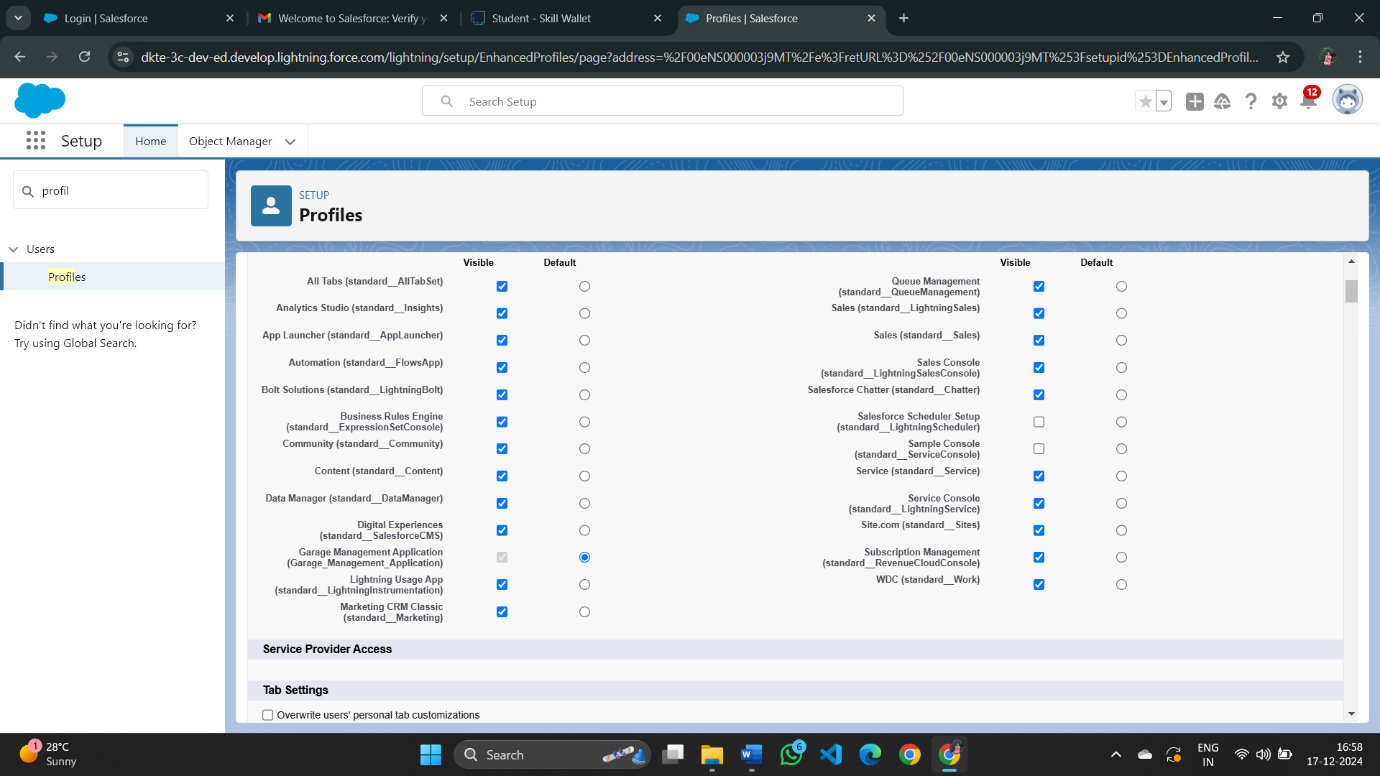 Login | Salesforce
Welcome to Salesforce: Verify y
Student - Skill Wallet
Profiles | Salesforce
dkte-3c-dev-ed.develop.lightning.force.com/lightning/setup/EnhancedProfiles/page?address=%2F00eNS000003j9MT%2Fe%3FretURL%3D%252F00eNS000003j9MT%253Fsetupid%253DEnhancedProfil...
Search Setup
12
Setup
Home
Object Manager
profil
Users
Profiles
Didn't find what you're looking for?
Try using Global Search.
SETUP
Profiles
Visible Default Visible Default
All Tabs (standard__AllTabSet)
Analytics Studio (standard__Insights)
App Launcher (standard__AppLauncher)
Automation (standard__FlowsApp)
Bolt Solutions (standard__LightningBolt)
Business Rules Engine
(standard__ExpressionSetConsole)
Community (standard__Community)
Content (standard__Content)
Data Manager (standard__DataManager)
Digital Experiences
(standard__SalesforceCMS)
Garage Management Application
(Garage_Management_Application)
Lightning Usage App
(standard__LightningInstrumentation)
Marketing CRM Classic
(standard__Marketing)
Queue Management
(standard__QueueManagement)
Sales (standard__LightningSales)
Sales (standard__Sales)
Sales Console
(standard__LightningSalesConsole)
Salesforce Chatter (standard__Chatter)
Salesforce Scheduler Setup
(standard__LightningScheduler)
Sample Console
(standard__ServiceConsole)
Service (standard__Service)
Service Console
(standard__LightningService)
Site.com (standard__Sites)
Subscription Management
(standard__RevenueCloudConsole)
WDC (standard__Work)
Service Provider Access
Tab Settings
Overwrite users' personal tab customizations
1
28°C
Sunny
Search
6
ENG
IN
16:58
17-12-2024